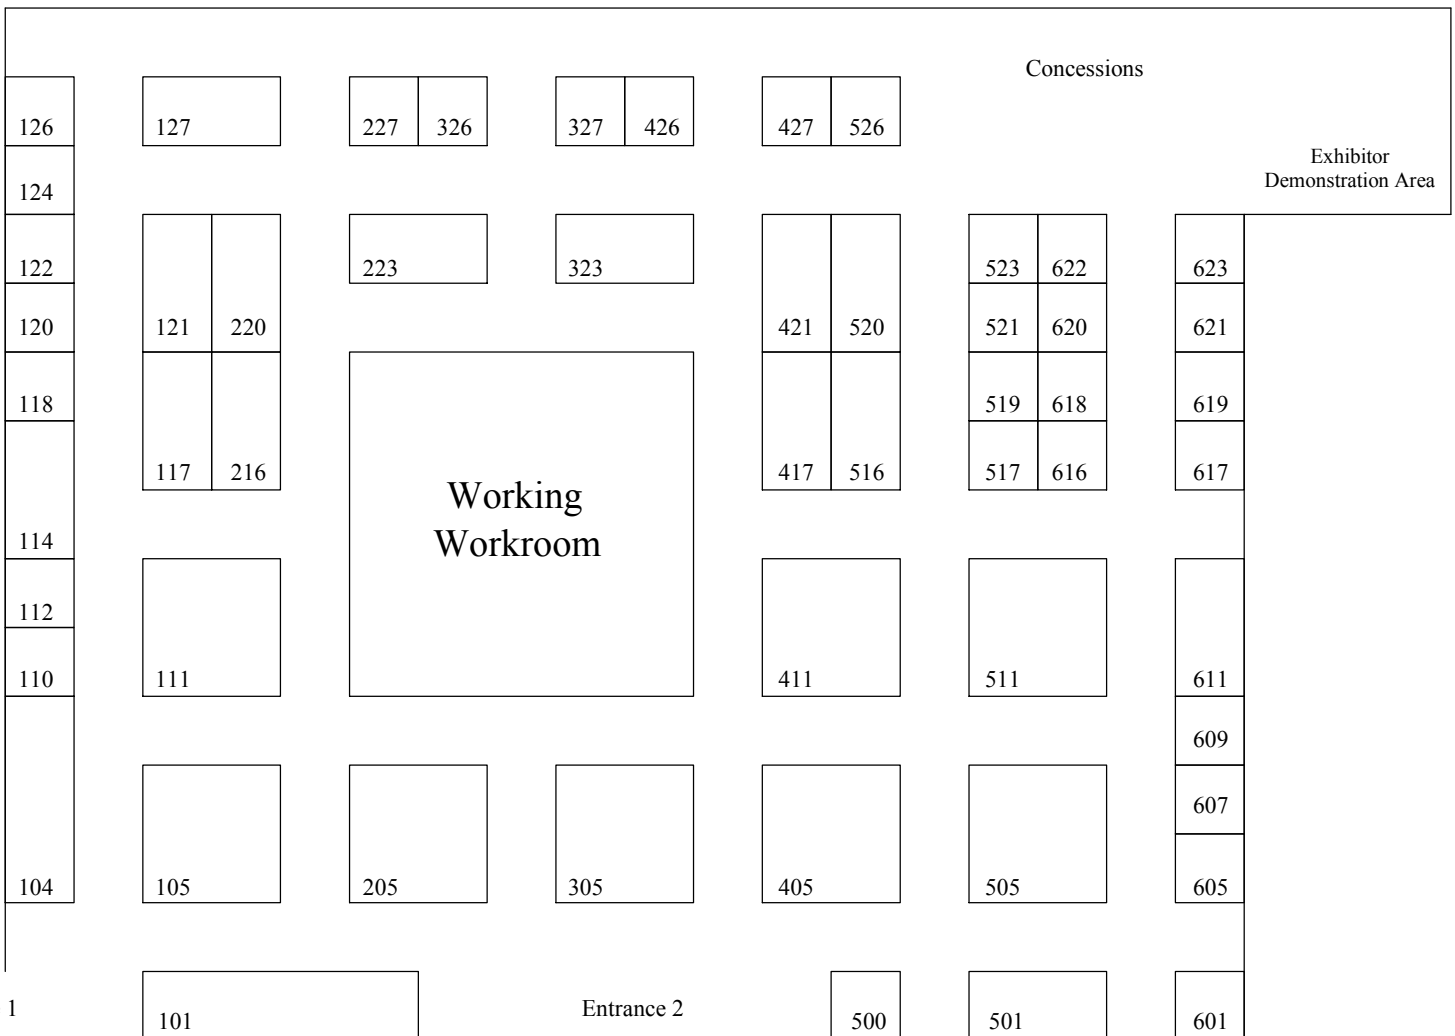 Concessions
126 127 227 326 327 426 427 526
Exhibitor
Demonstration Area
124
122 223 323 523 622 623
120 121 220 421 520 521 620 621
118 519 618 619
117 216 417 516 517 616 617
Working
Workroom
114
112
110 111 411 511 611
609
607
104 105 205 305 405 505 605
1 Entrance 2
101 500 501 601